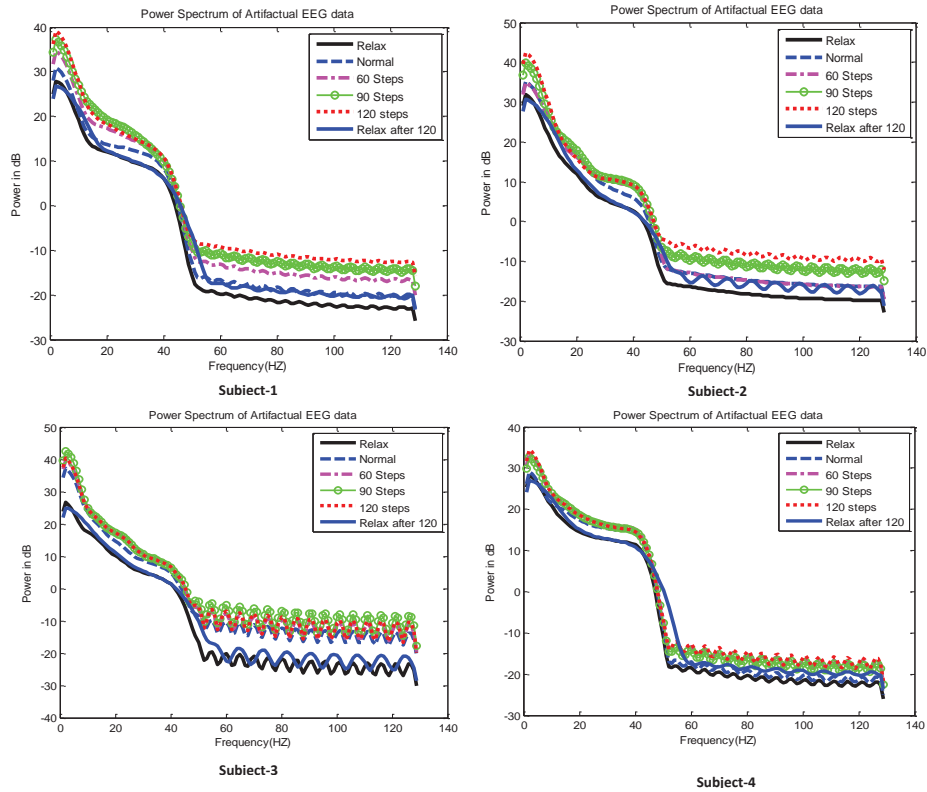 Power Spectrum of Artifactual EEG data
40
30
20
10
0
-10
-20
-30
0 20 40 60 80 100 120 140
Power in dB
Frequency(HZ)
Relax
Normal
60 Steps
90 Steps
120 steps
Relax after 120
Subiect-1
Power Spectrum of Artifactual EEG data
50
40
30
20
10
0
-10
-20
-30
0 20 40 60 80 100 120 140
Power in dB
Frequency(HZ)
Relax
Normal
60 Steps
90 Steps
120 steps
Relax after 120
Subiect-2
Power Spectrum of Artifactual EEG data
50
40
30
20
10
0
-10
-20
-30
-40
0 20 40 60 80 100 120 140
Power in dB
Frequency(HZ)
Relax
Normal
60 Steps
90 Steps
120 steps
Relax after 120
Subiect-3
Power Spectrum of Artifactual EEG data
40
30
20
10
0
-10
-20
-30
0 20 40 60 80 100 120 140
Power in dB
Frequency(HZ)
Relax
Normal
60 Steps
90 Steps
120 steps
Relax after 120
Subject-4